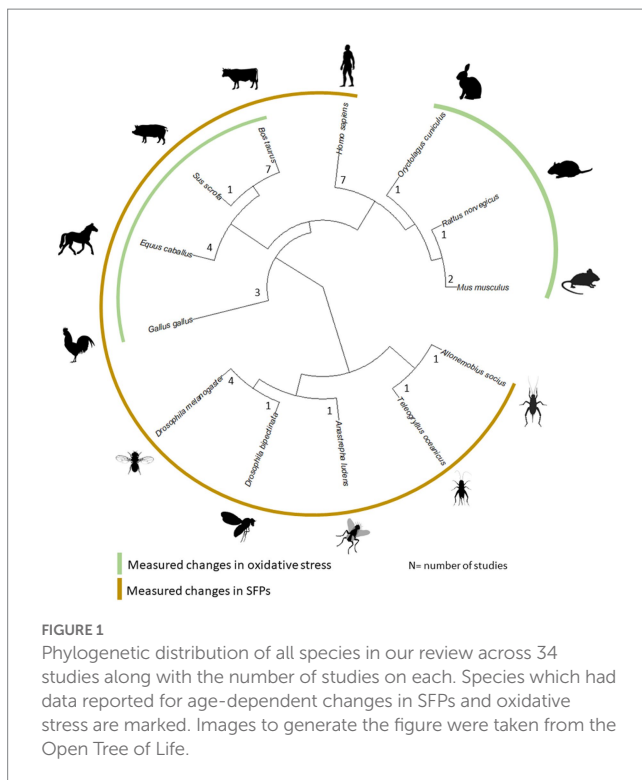 Homo sapiens
7
Bos taurus
7
Sus scrofa
1
Equus caballus
4
Gallus gallus
3
Oryctolagus cuniculus
1
Rattus norvegicus
1
Mus musculus
2
Drosophila melanogaster
4
Drosophila bipectinata
1
Anastrepha ludens
1
Teleogryllus oceanicus
1
Allonemobius socius
1
Measured changes in oxidative stress
N= number of studies
Measured changes in SFPs
FIGURE 1
Phylogenetic distribution of all species in our review across 34
studies along with the number of studies on each. Species which had
data reported for age-dependent changes in SFPs and oxidative
stress are marked. Images to generate the figure were taken from the
Open Tree of Life.